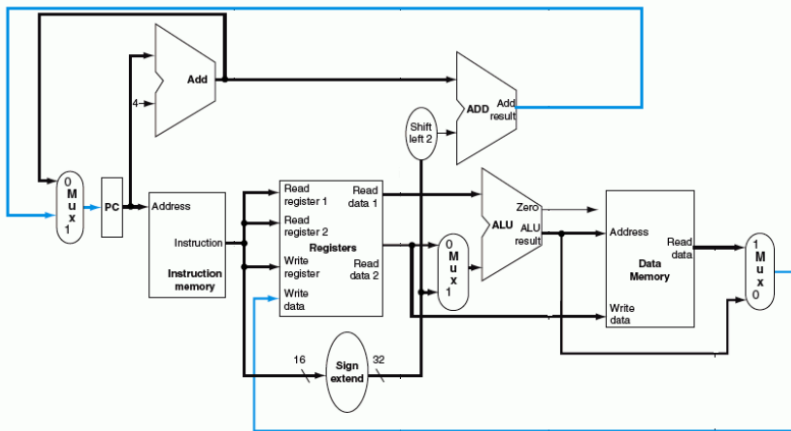 Add
4
ADD
Add
result
Shift
left 2
0
M
u
x
1
PC
Address
Instruction
Instruction
memory
Read
register 1
Read
register 2
Write
register
Write
data
Read
data 1
Registers
Read
data 2
0
M
u
x
1
Zero
ALU
ALU
result
Address
Read
data
Data
Memory
Write
data
1
M
u
x
0
16
Sign
extend
32